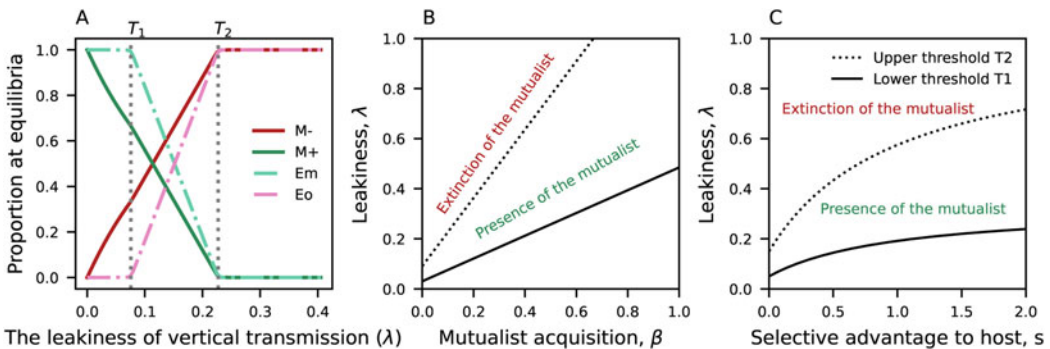 A
T₁
T₂
Proportion at equilibria
1.0
0.8
0.6
0.4
0.2
0.0
M-
M+
Em
Eo
0.0 0.1 0.2 0.3 0.4
The leakiness of vertical transmission (λ)
B
Leakiness, λ
1.0
0.8
0.6
0.4
0.2
0.0
Extinction of the mutualist
Presence of the mutualist
0.0 0.2 0.4 0.6 0.8 1.0
Mutualist acquisition, β
C
Leakiness, λ
1.0
0.8
0.6
0.4
0.2
0.0
Upper threshold T2
Lower threshold T1
Extinction of the mutualist
Presence of the mutualist
0.0 0.5 1.0 1.5 2.0
Selective advantage to host, s